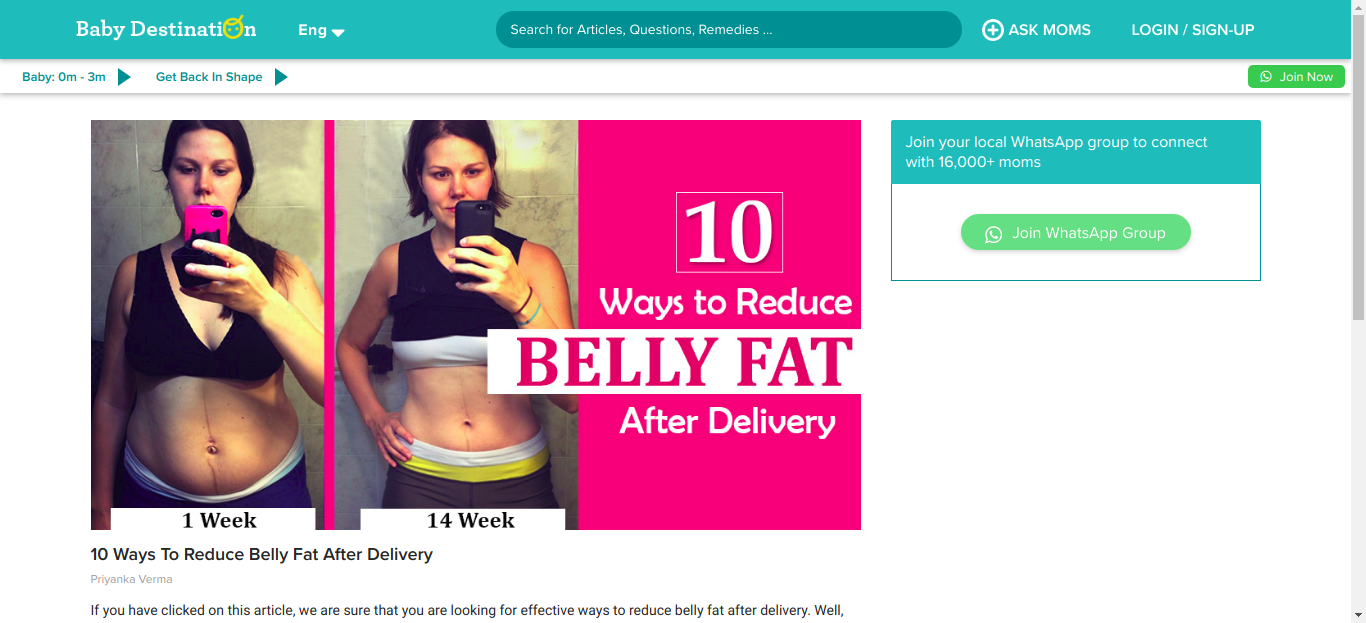 Baby Destination
Eng
Search for Articles, Questions, Remedies ...
ASK MOMS
LOGIN / SIGN-UP
Baby: 0m - 3m
Get Back In Shape
Join Now
10
Ways to Reduce
BELLY FAT
After Delivery
1 Week
14 Week
Join your local WhatsApp group to connect
with 16,000+ moms
Join WhatsApp Group
10 Ways To Reduce Belly Fat After Delivery
Priyanka Verma
If you have clicked on this article, we are sure that you are looking for effective ways to reduce belly fat after delivery. Well,